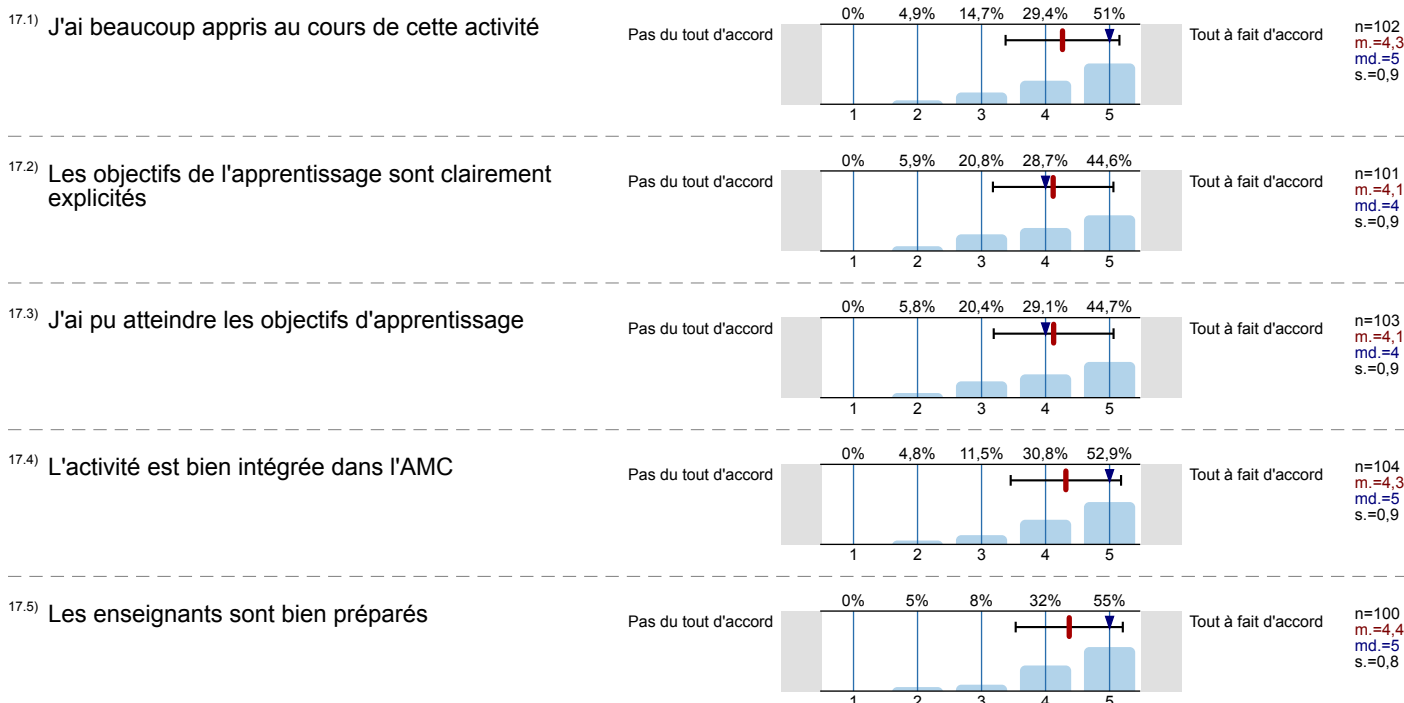 17.1) J'ai beaucoup appris au cours de cette activité
Pas du tout d'accord
0% 4,9% 14,7% 29,4% 51%
1 2 3 4 5
Tout à fait d'accord
n=102
m.=4,3
md.=5
s.=0,9
17.2) Les objectifs de l'apprentissage sont clairement
explicités
Pas du tout d'accord
0% 5,9% 20,8% 28,7% 44,6%
1 2 3 4 5
Tout à fait d'accord
n=101
m.=4,1
md.=4
s.=0,9
17.3) J'ai pu atteindre les objectifs d'apprentissage
Pas du tout d'accord
0% 5,8% 20,4% 29,1% 44,7%
1 2 3 4 5
Tout à fait d'accord
n=103
m.=4,1
md.=4
s.=0,9
17.4) L'activité est bien intégrée dans l'AMC
Pas du tout d'accord
0% 4,8% 11,5% 30,8% 52,9%
1 2 3 4 5
Tout à fait d'accord
n=104
m.=4,3
md.=5
s.=0,9
17.5) Les enseignants sont bien préparés
Pas du tout d'accord
0% 5% 8% 32% 55%
1 2 3 4 5
Tout à fait d'accord
n=100
m.=4,4
md.=5
s.=0,8